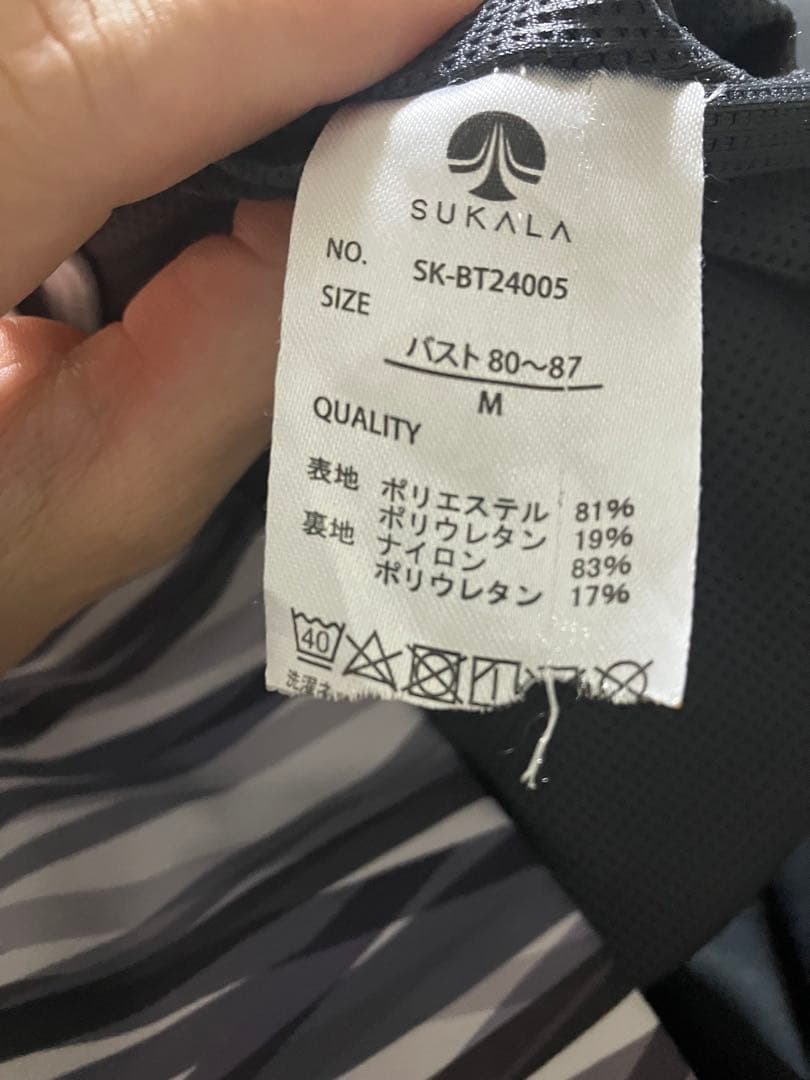 SUKALA
NO. SK-BT24005
SIZE
バスト 80～87
M
QUALITY
表地 ポリエステル 81%
ポリウレタン 19%
裏地 ナイロン 83%
ポリウレタン 17%
40